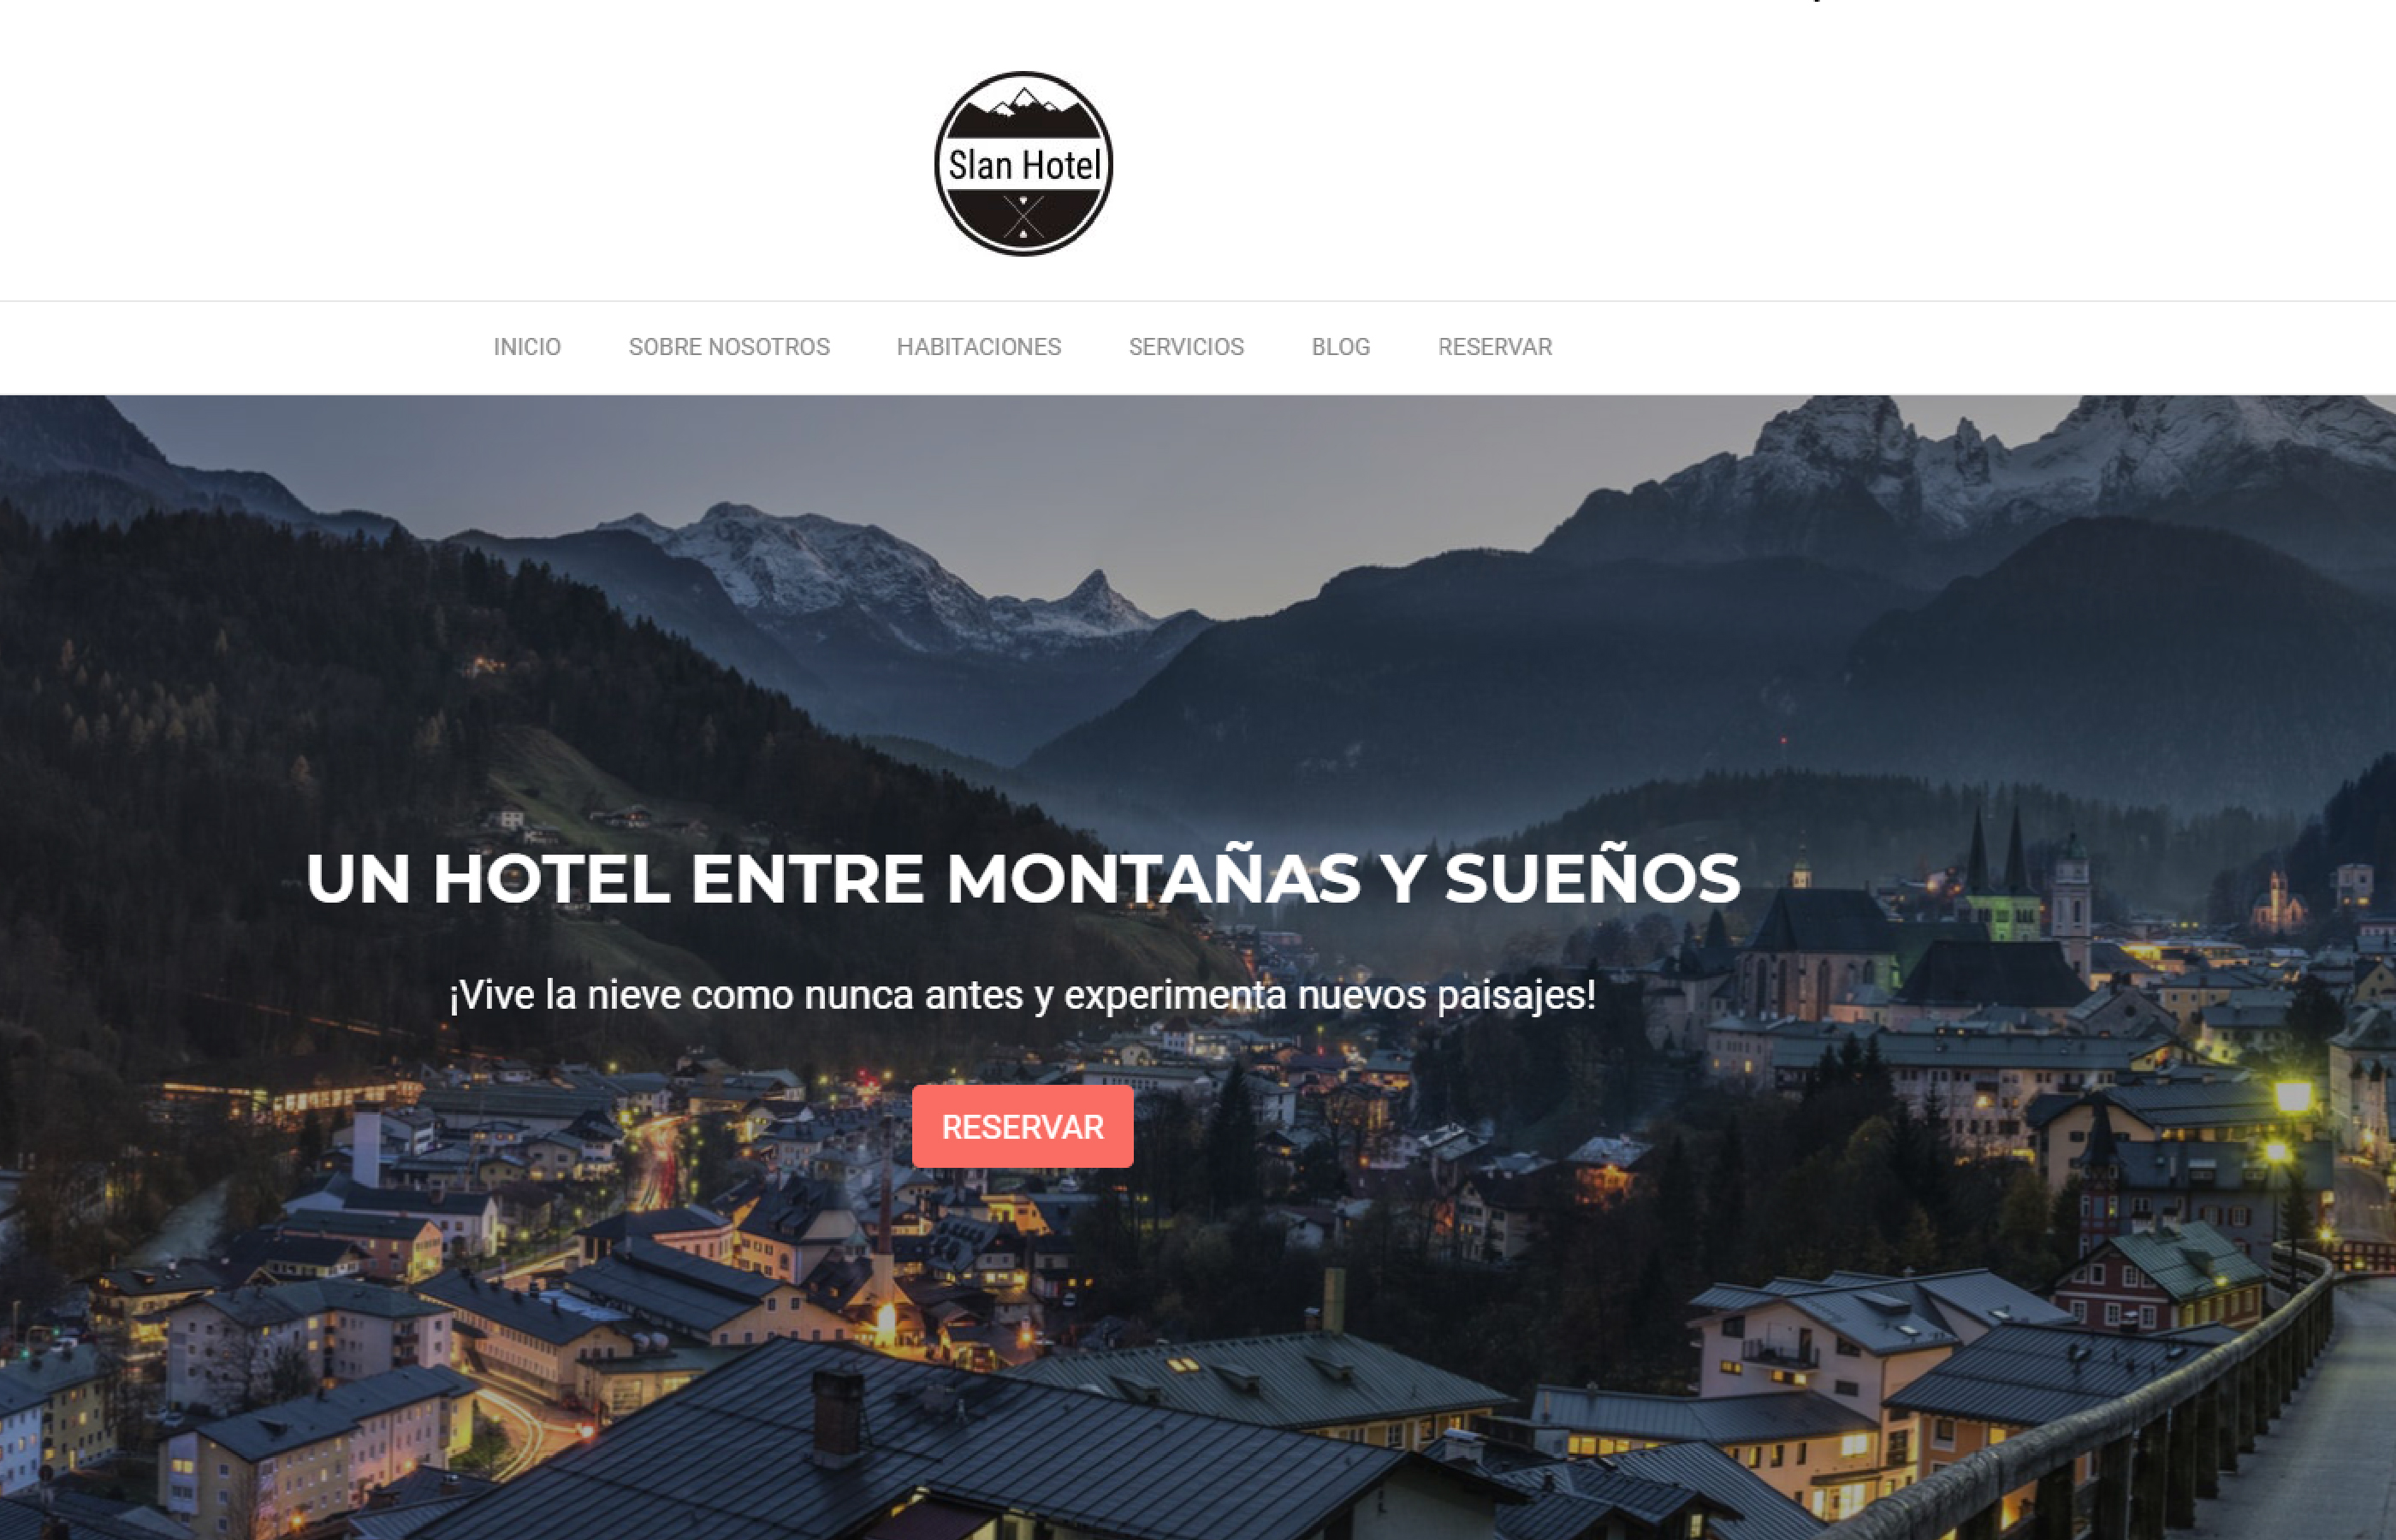 Slan Hotel
INICIO SOBRE NOSOTROS HABITACIONES SERVICIOS BLOG RESERVAR
UN HOTEL ENTRE MONTAÑAS Y SUEÑOS
¡Vive la nieve como nunca antes y experimenta nuevos paisajes!
RESERVAR